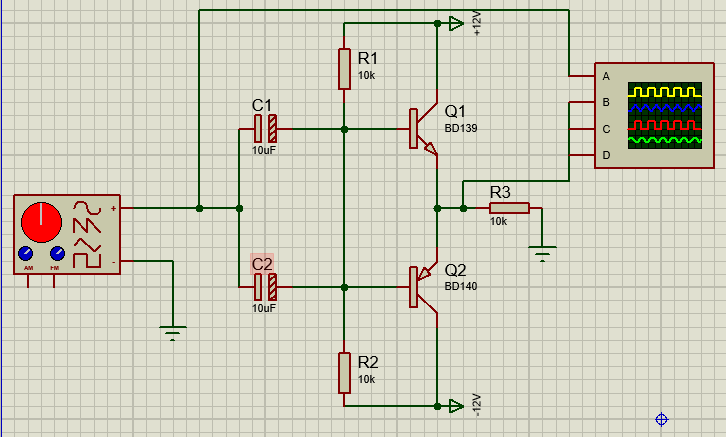 +12V
R1
10k
A
B
C
D
C1
10uF
Q1
BD139
R3
10k
+
-
AM
FM
C2
10uF
Q2
BD140
R2
10k
-12V